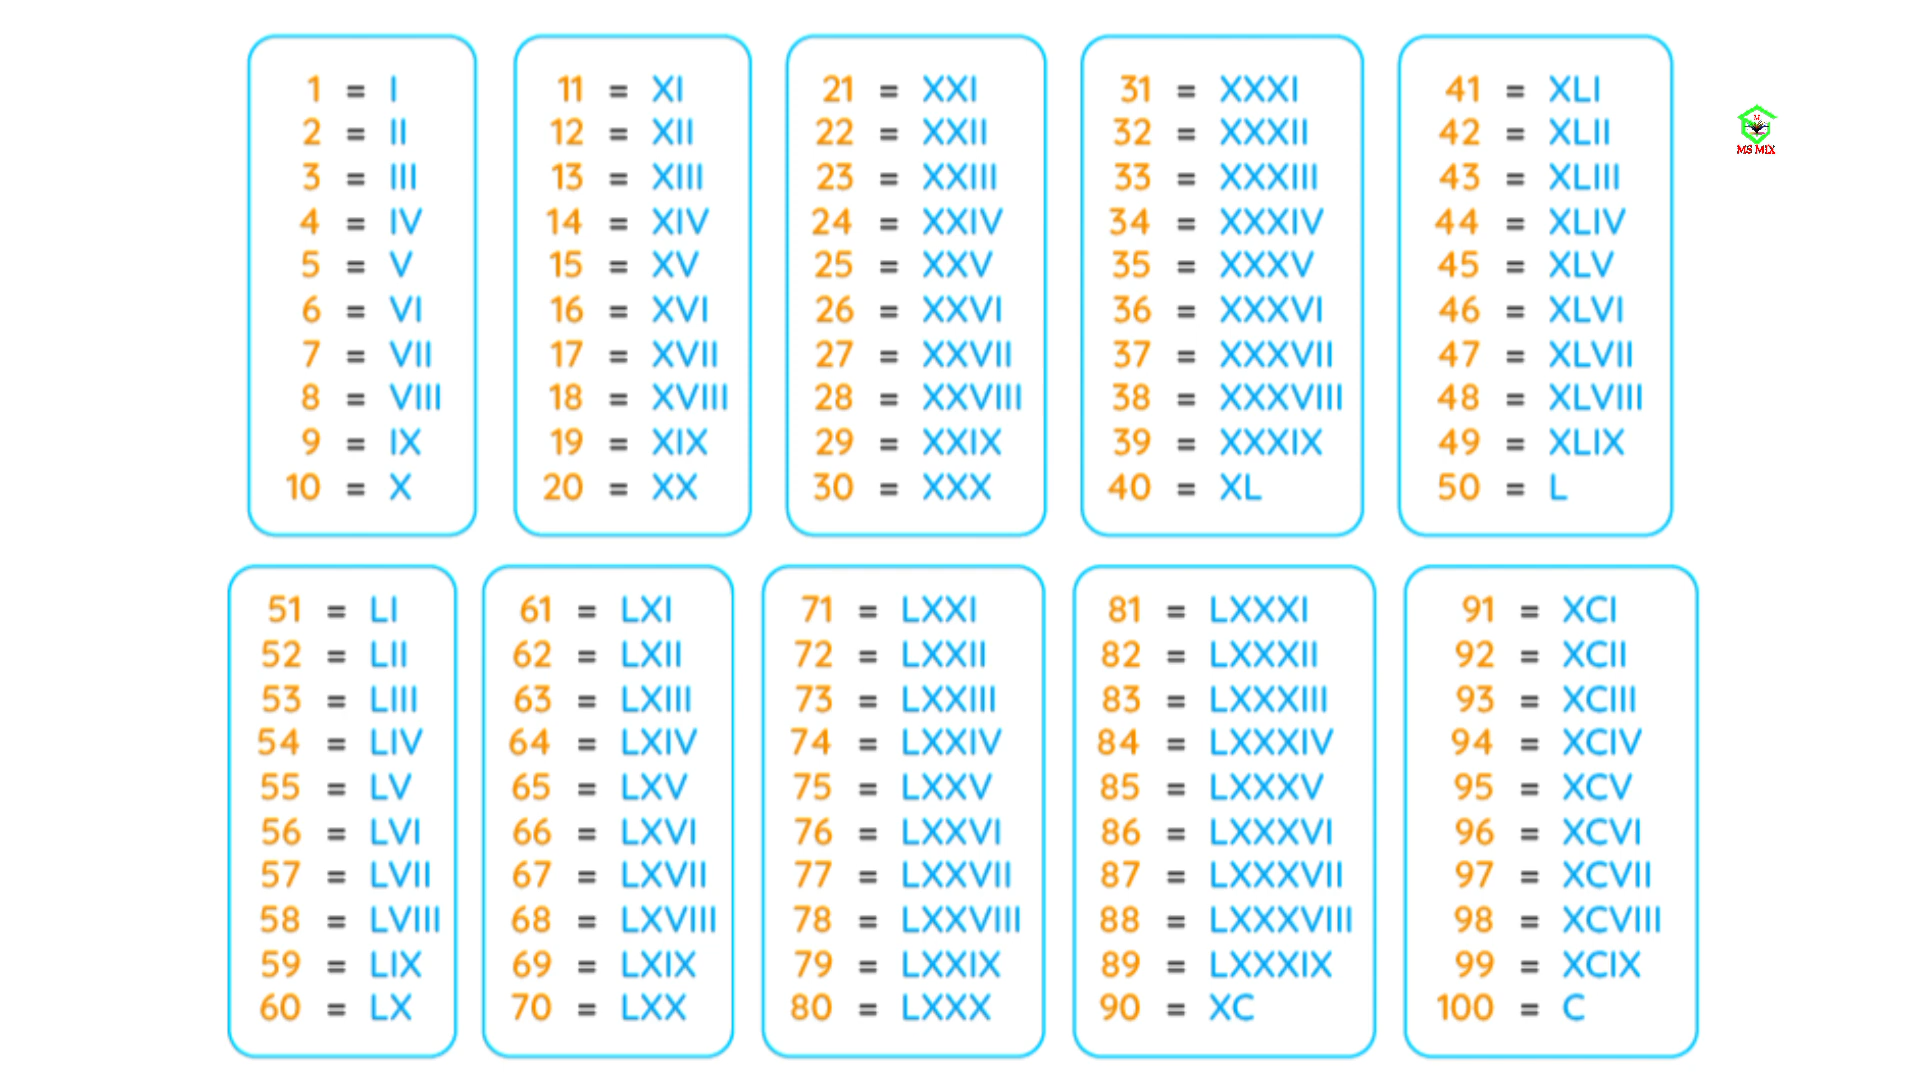 1 = I
2 = II
3 = III
4 = IV
5 = V
6 = VI
7 = VII
8 = VIII
9 = IX
10 = X
11 = XI
12 = XII
13 = XIII
14 = XIV
15 = XV
16 = XVI
17 = XVII
18 = XVIII
19 = XIX
20 = XX
21 = XXI
22 = XXII
23 = XXIII
24 = XXIV
25 = XXV
26 = XXVI
27 = XXVII
28 = XXVIII
29 = XXIX
30 = XXX
31 = XXXI
32 = XXXII
33 = XXXIII
34 = XXXIV
35 = XXXV
36 = XXXVI
37 = XXXVII
38 = XXXVIII
39 = XXXIX
40 = XL
41 = XLI
42 = XLII
43 = XLIII
44 = XLIV
45 = XLV
46 = XLVI
47 = XLVII
48 = XLVIII
49 = XLIX
50 = L
MS MIX
51 = LI
52 = LII
53 = LIII
54 = LIV
55 = LV
56 = LVI
57 = LVII
58 = LVIII
59 = LIX
60 = LX
61 = LXI
62 = LXII
63 = LXIII
64 = LXIV
65 = LXV
66 = LXVI
67 = LXVII
68 = LXVIII
69 = LXIX
70 = LXX
71 = LXXI
72 = LXXII
73 = LXXIII
74 = LXXIV
75 = LXXV
76 = LXXVI
77 = LXXVII
78 = LXXVIII
79 = LXXIX
80 = LXXX
81 = LXXXI
82 = LXXXII
83 = LXXXIII
84 = LXXXIV
85 = LXXXV
86 = LXXXVI
87 = LXXXVII
88 = LXXXVIII
89 = LXXXIX
90 = XC
91 = XCI
92 = XCII
93 = XCIII
94 = XCIV
95 = XCV
96 = XCVI
97 = XCVII
98 = XCVIII
99 = XCIX
100 = C